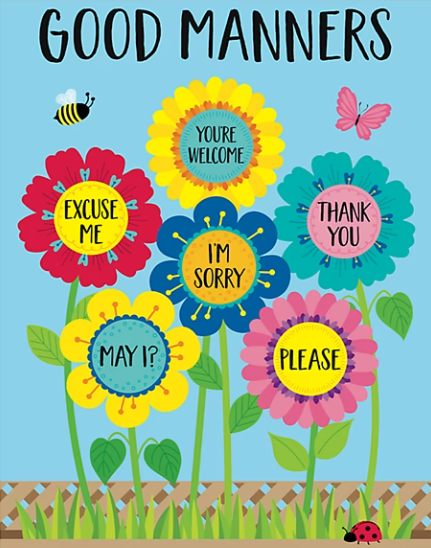 GOOD MANNERS
YOU'RE
WELCOME
EXCUSE
ME
THANK
YOU
I'M
SORRY
MAY I?
PLEASE